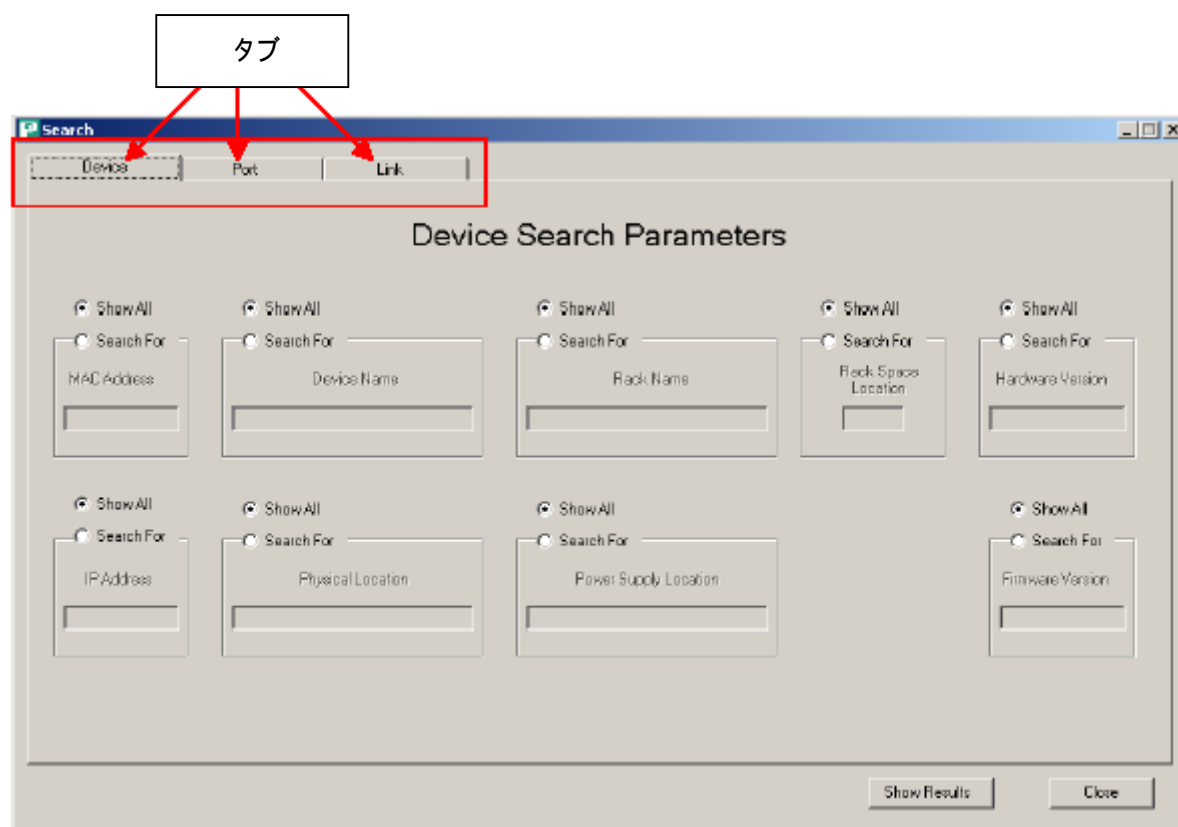 タブ
Search
Device Port Link
Device Search Parameters
Show All Show All Show All Show All Show All
Search For Search For Search For Search For Search For
MAC Address Device Name Rack Name Rack Space Location Hardware Version
Show All Show All Show All Show All
Search For Search For Search For Search For
IP Address Physical Location Power Supply Location Firmware Version
Show Results Close